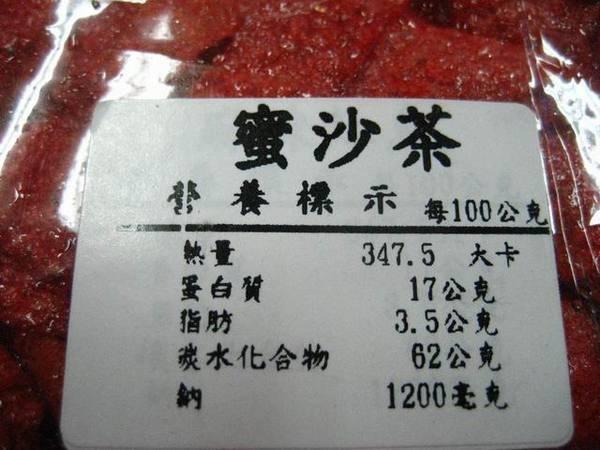 蜜沙茶
營養標示 每100公克
熱量 347.5 大卡
蛋白質 17公克
脂肪 3.5公克
碳水化合物 62公克
鈉 1200毫克